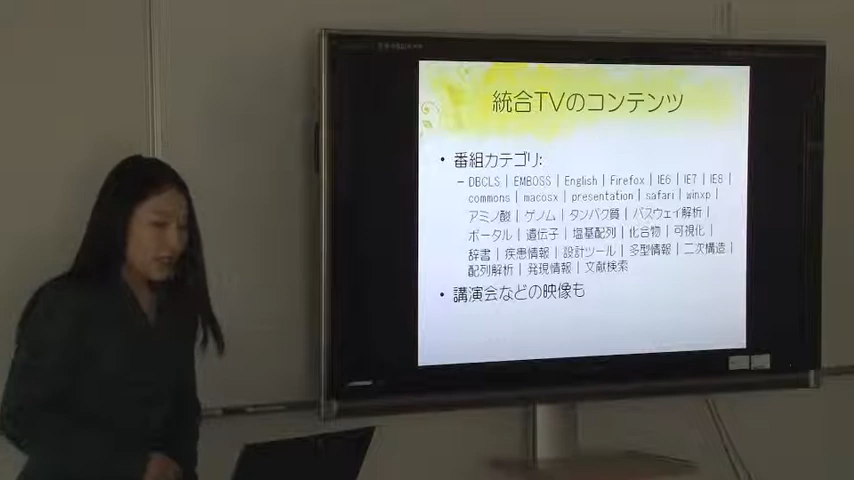 統合TVのコンテンツ
• 番組カテゴリ:
– DBCLS | EMBOSS | English | Firefox | IE6 | IE7 | IE8 |
commons | macosx | presentation | safari | winxp |
アミノ酸 | ゲノム | タンパク質 | パスウェイ解析 |
ポータル | 遺伝子 | 塩基配列 | 化合物 | 可視化 |
辞書 | 疾患情報 | 設計ツール | 多型情報 | 二次構造 |
配列解析 | 発現情報 | 文献検索
• 講演会などの映像も